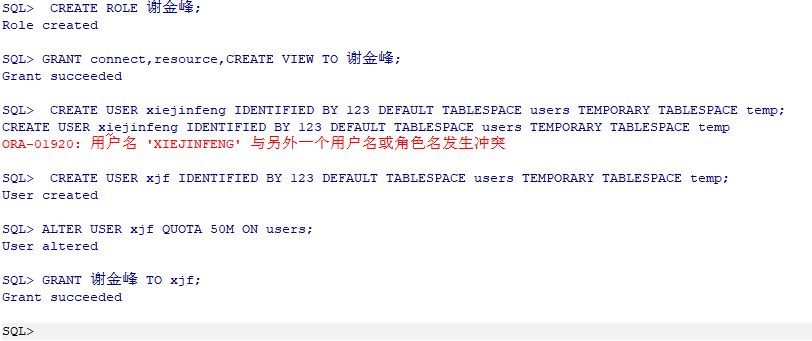 SQL>  CREATE ROLE 谢金峰;
Role created
SQL> GRANT connect,resource,CREATE VIEW TO 谢金峰;
Grant succeeded
SQL>  CREATE USER xiejinfeng IDENTIFIED BY 123 DEFAULT TABLESPACE users TEMPORARY TABLESPACE temp;
CREATE USER xiejinfeng IDENTIFIED BY 123 DEFAULT TABLESPACE users TEMPORARY TABLESPACE temp
ORA-01920: 用户名 'XIEJINFENG' 与另外一个用户名或角色名发生冲突
SQL>  CREATE USER xjf IDENTIFIED BY 123 DEFAULT TABLESPACE users TEMPORARY TABLESPACE temp;
User created
SQL> ALTER USER xjf QUOTA 50M ON users;
User altered
SQL> GRANT 谢金峰 TO xjf;
Grant succeeded
SQL>